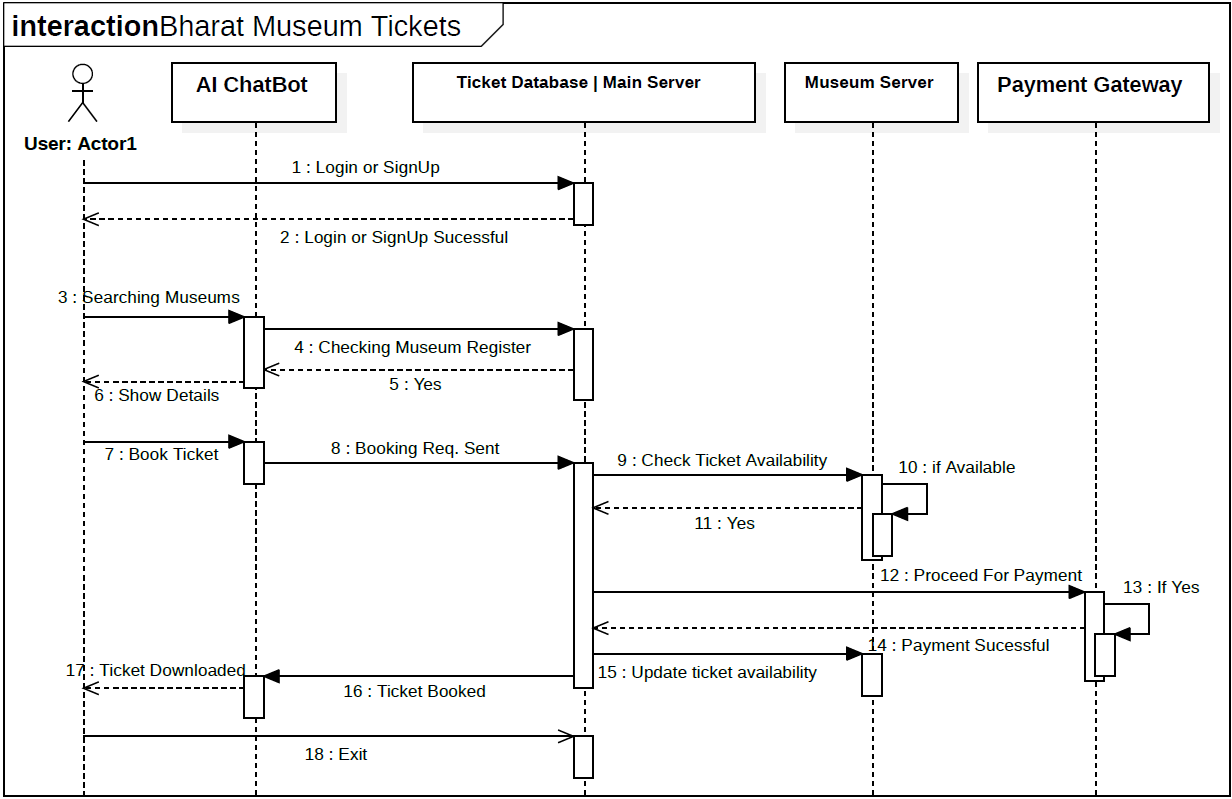 interactionBharat Museum Tickets
AI ChatBot
Ticket Database | Main Server
Museum Server
Payment Gateway
User: Actor1
1 : Login or SignUp
2 : Login or SignUp Sucessful
3 : Searching Museums
4 : Checking Museum Register
5 : Yes
6 : Show Details
7 : Book Ticket
8 : Booking Req. Sent
9 : Check Ticket Availability
10 : if Available
11 : Yes
12 : Proceed For Payment
13 : If Yes
14 : Payment Sucessful
15 : Update ticket availability
16 : Ticket Booked
17 : Ticket Downloaded
18 : Exit